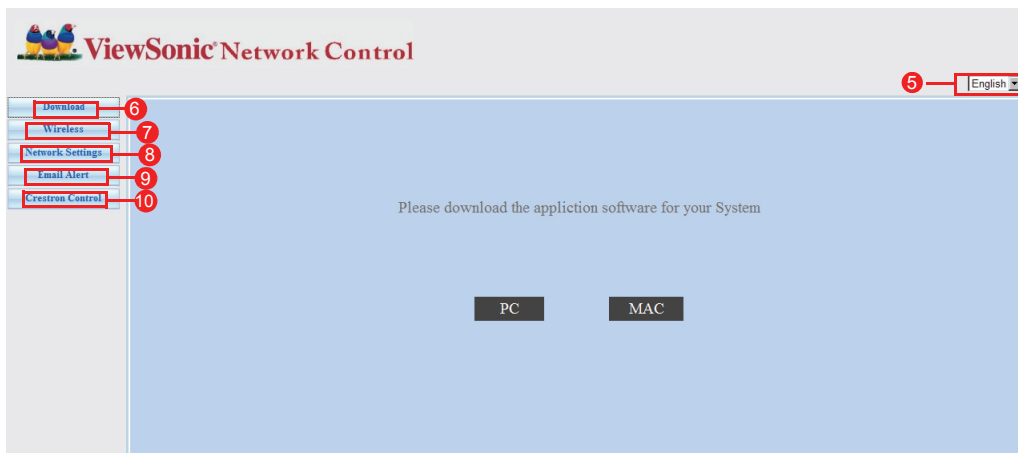 ViewSonic® Network Control
5 English
Download 6
Wireless 7
Network Settings 8
Email Alert 9
Crestron Control 10
Please download the appliction software for your System
PC MAC